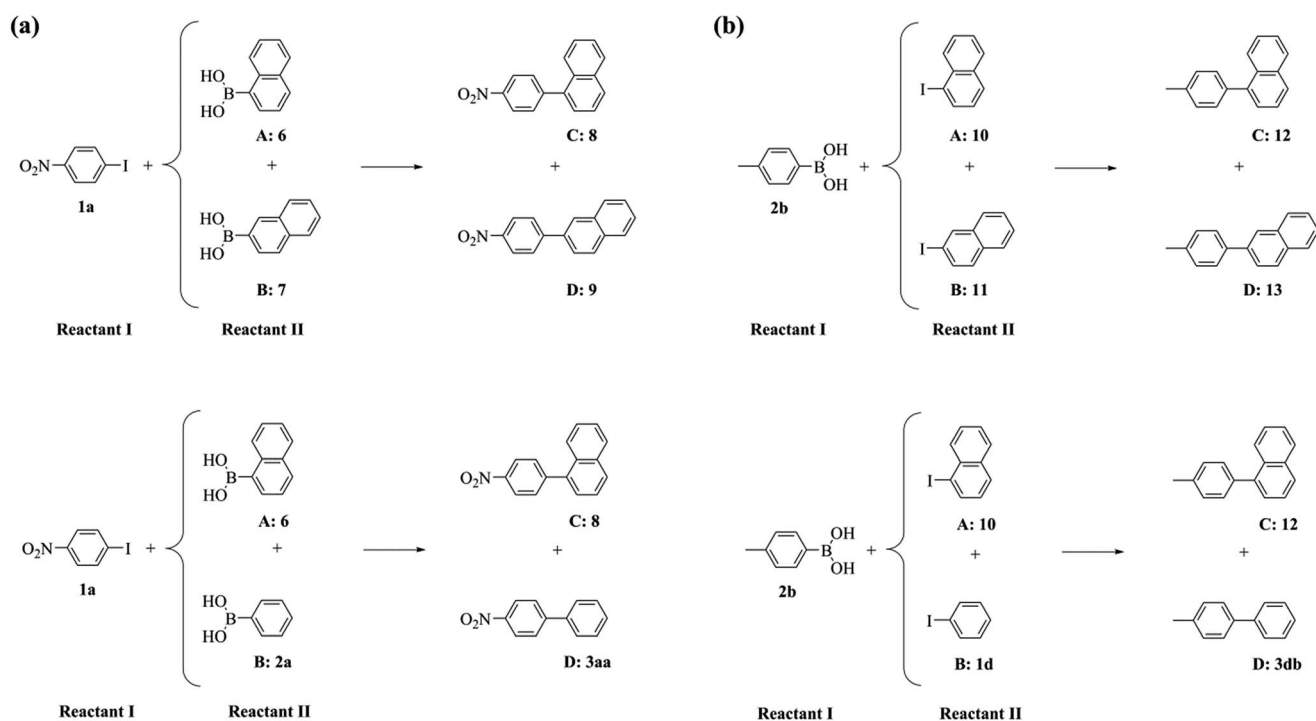 (a)
HO
B
HO
A: 6
O₂N
C: 8
O₂N
I
+
1a
+
+
HO
B
HO
B: 7
O₂N
D: 9
Reactant I
Reactant II
(b)
I
A: 10
C: 12
OH
B
OH
+
2b
+
+
I
B: 11
D: 13
Reactant I
Reactant II
HO
B
HO
A: 6
O₂N
C: 8
O₂N
I
+
1a
+
+
HO
B
HO
B: 2a
O₂N
D: 3aa
Reactant I
Reactant II
I
A: 10
C: 12
OH
B
OH
+
2b
+
+
I
B: 1d
D: 3db
Reactant I
Reactant II